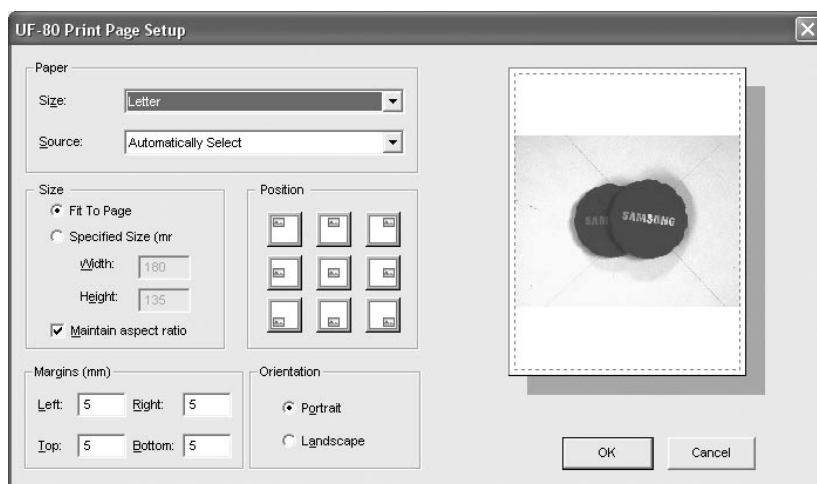 UF-80 Print Page Setup
Paper
Size:
Letter
Source:
Automatically Select
Size
Fit To Page
Specified Size (mr
Width:
180
Height:
135
Maintain aspect ratio
Position
Margins (mm)
Left:
5
Right:
5
Top:
5
Bottom:
5
Orientation
Portrait
Landscape
SAM
SAMSUNG
OK
Cancel